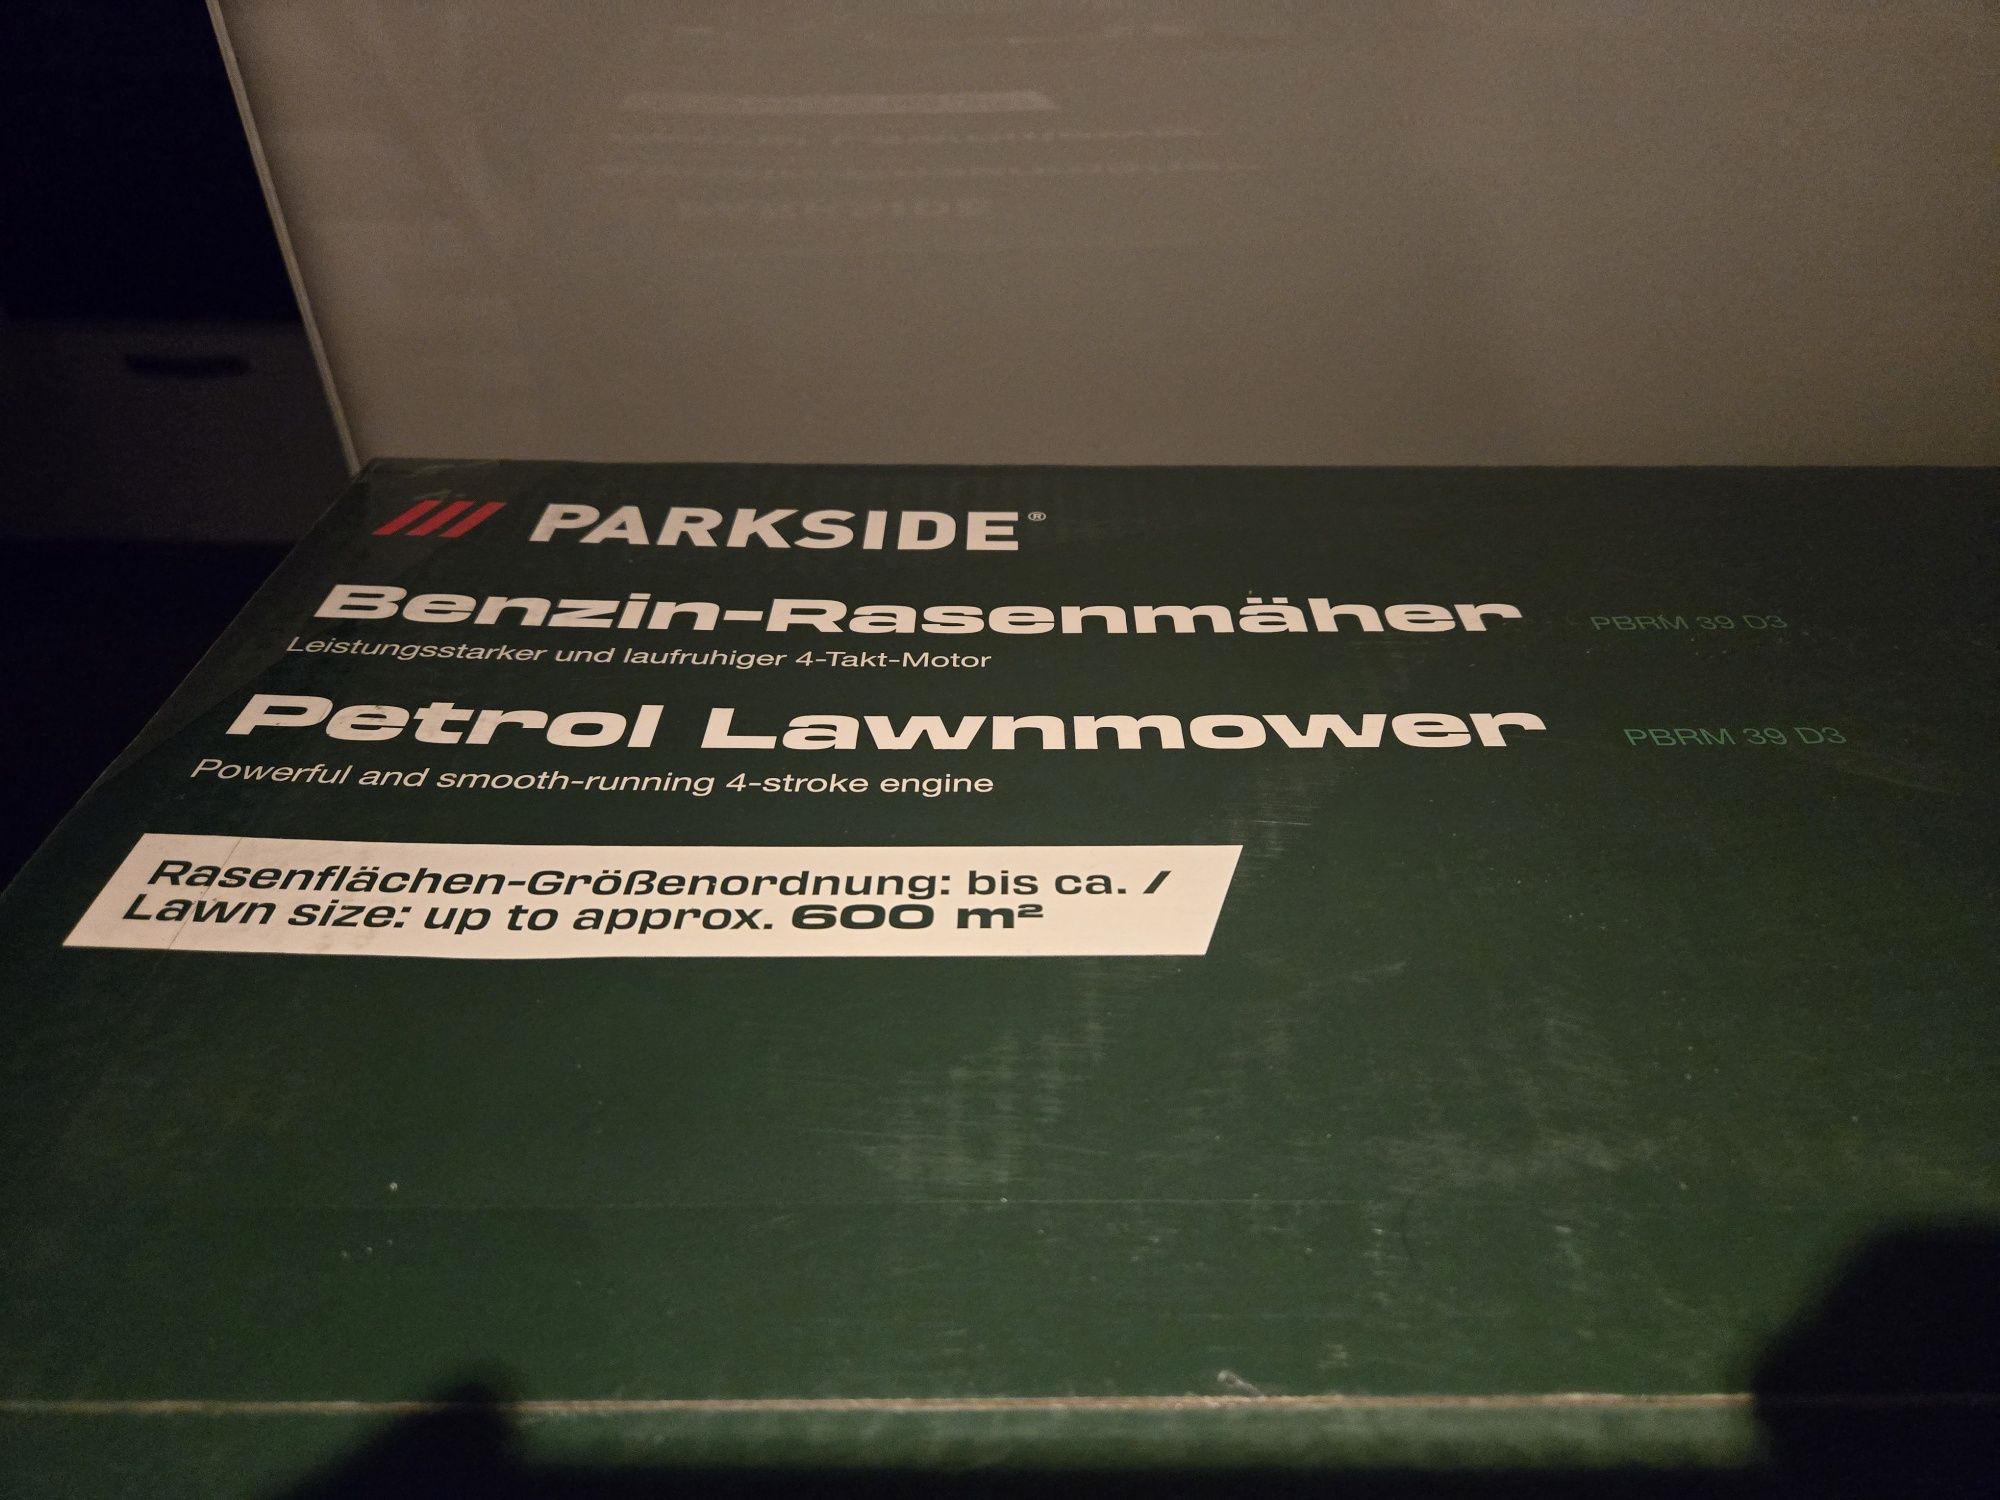 PARKSIDE®
Benzin-Rasenmäher PBRM 39 D3
Leistungsstarker und laufruhiger 4-Takt-Motor
Petrol Lawnmower PBRM 39 D3
Powerful and smooth-running 4-stroke engine
Rasenflächen-Größenordnung: bis ca. /
Lawn size: up to approx. 600 m²